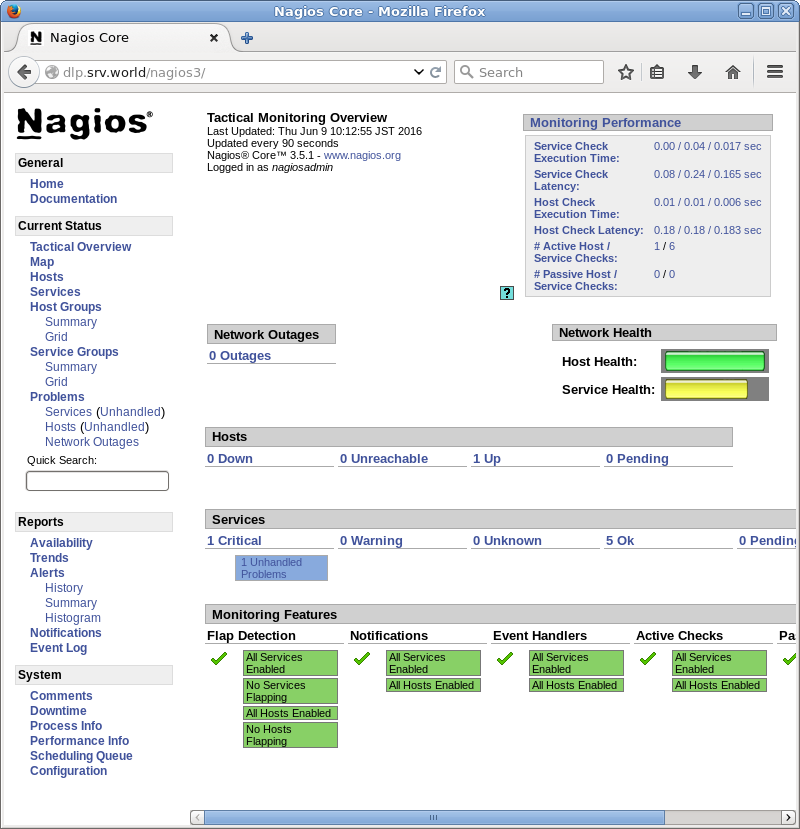 Nagios Core - Mozilla Firefox
Nagios Core
dlp.srv.world/nagios3/
Search
Nagios®
General
Home
Documentation
Current Status
Tactical Overview
Map
Hosts
Services
Host Groups
Summary
Grid
Service Groups
Summary
Grid
Problems
Services (Unhandled)
Hosts (Unhandled)
Network Outages
Quick Search:
Reports
Availability
Trends
Alerts
History
Summary
Histogram
Notifications
Event Log
System
Comments
Downtime
Process Info
Performance Info
Scheduling Queue
Configuration
Tactical Monitoring Overview
Last Updated: Thu Jun 9 10:12:55 JST 2016
Updated every 90 seconds
Nagios® Core™ 3.5.1 - www.nagios.org
Logged in as nagiosadmin
Monitoring Performance
Service Check Execution Time: 0.00 / 0.04 / 0.017 sec
Service Check Latency: 0.08 / 0.24 / 0.165 sec
Host Check Execution Time: 0.01 / 0.01 / 0.006 sec
Host Check Latency: 0.18 / 0.18 / 0.183 sec
# Active Host / Service Checks: 1 / 6
# Passive Host / Service Checks: 0 / 0
?
Network Outages
0 Outages
Network Health
Host Health:
Service Health:
Hosts
0 Down 0 Unreachable 1 Up 0 Pending
Services
1 Critical 0 Warning 0 Unknown 5 Ok 0 Pending
1 Unhandled
Problems
Monitoring Features
Flap Detection Notifications Event Handlers Active Checks Pa
All Services Enabled
No Services Flapping
All Hosts Enabled
No Hosts Flapping
All Services Enabled
All Hosts Enabled
All Services Enabled
All Hosts Enabled
All Services Enabled
All Hosts Enabled